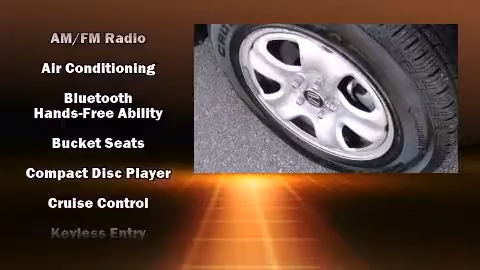 AM/FM Radio
Air Conditioning
Bluetooth
Hands-Free Ability
Bucket Seats
Compact Disc Player
Cruise Control
Keyless Entry